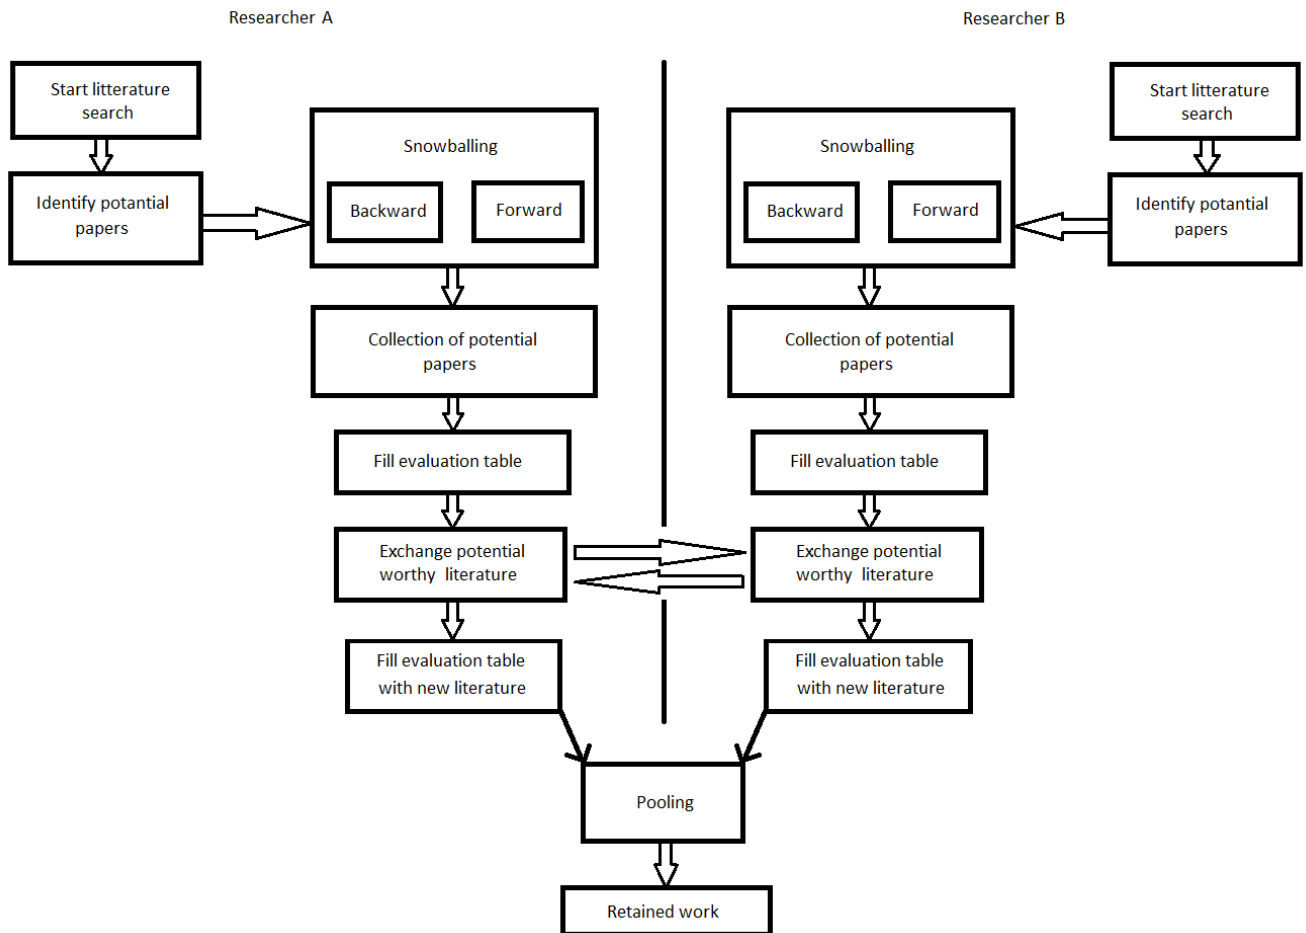 Researcher A
Researcher B
Start litterature
search
Identify potantial
papers
Snowballing
Backward
Forward
Collection of potential
papers
Fill evaluation table
Exchange potential
worthy literature
Fill evaluation table
with new literature
Start litterature
search
Identify potantial
papers
Snowballing
Backward
Forward
Collection of potential
papers
Fill evaluation table
Exchange potential
worthy literature
Fill evaluation table
with new literature
Pooling
Retained work